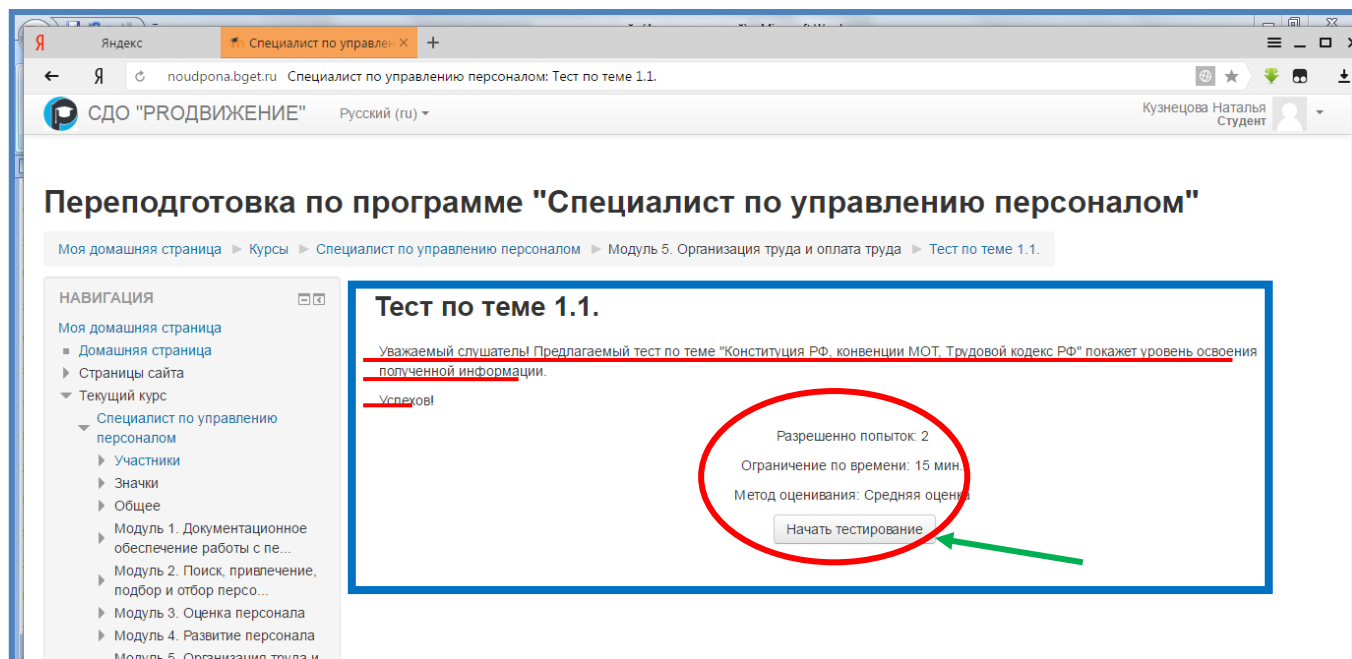 Яндекс
Специалист по управлен
noudpona.bget.ru Специалист по управлению персоналом: Тест по теме 1.1.
СДО "PROДВИЖЕНИЕ"
Русский (ru)
Кузнецова Наталья
Студент
Переподготовка по программе "Специалист по управлению персоналом"
Моя домашняя страница ▶ Курсы ▶ Специалист по управлению персоналом ▶ Модуль 5. Организация труда и оплата труда ▶ Тест по теме 1.1.
НАВИГАЦИЯ
Моя домашняя страница
Домашняя страница
Страницы сайта
Текущий курс
Специалист по управлению
персоналом
Участники
Значки
Общее
Модуль 1. Документационное
обеспечение работы с пе...
Модуль 2. Поиск, привлечение,
подбор и отбор персо...
Модуль 3. Оценка персонала
Модуль 4. Развитие персонала
Модуль 5. Организация труда и
Тест по теме 1.1.
Уважаемый слушатель! Предлагаемый тест по теме "Конституция РФ, конвенции МОТ, Трудовой кодекс РФ" покажет уровень освоения
полученной информации.
Успехов!
Разрешенно попыток: 2
Ограничение по времени: 15 мин.
Метод оценивания: Средняя оценка
Начать тестирование